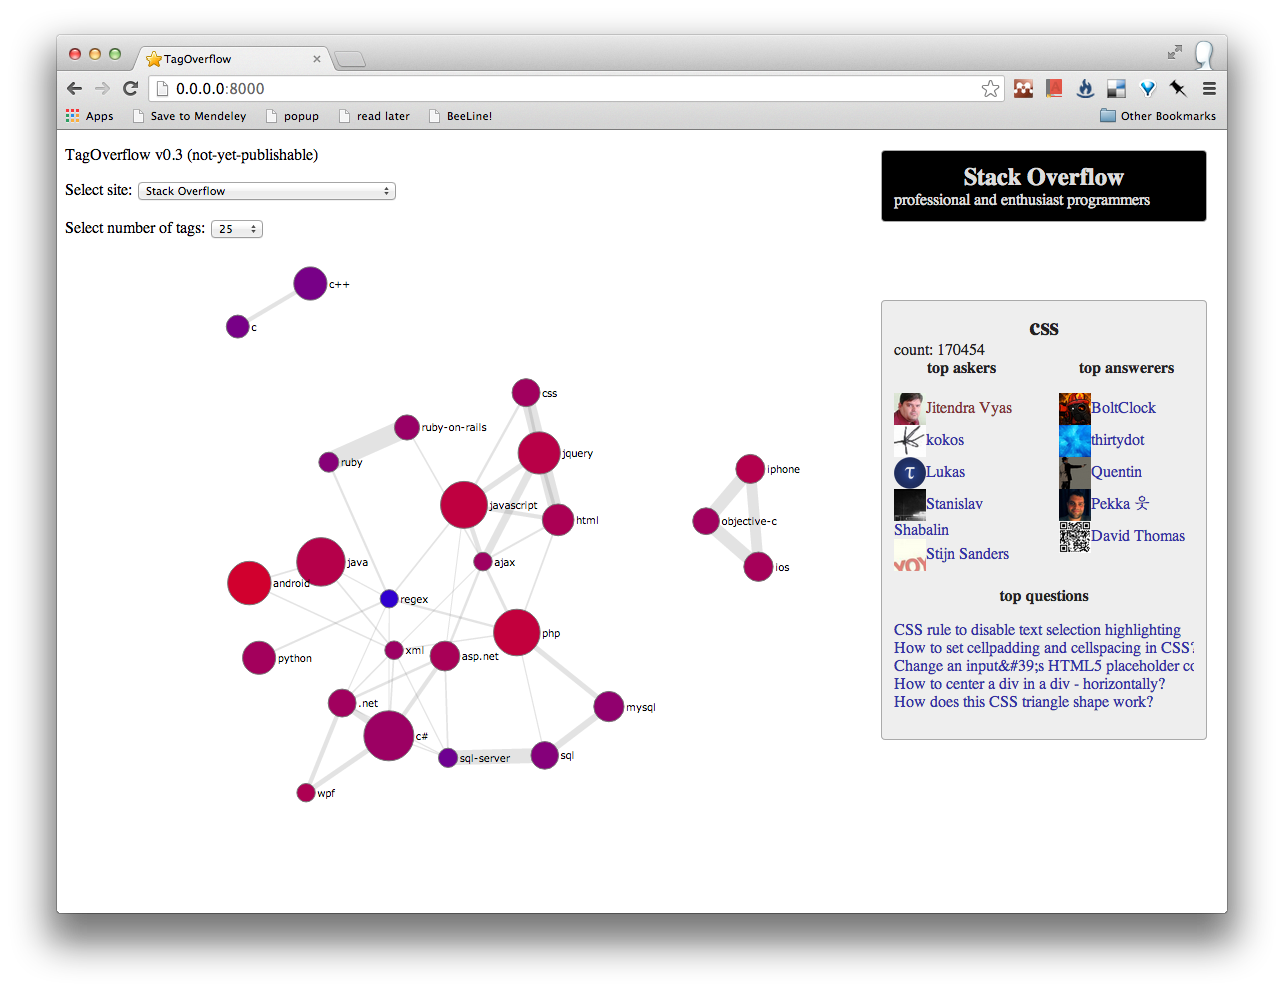 TagOverflow
0.0.0.0:8000
Apps
Save to Mendeley
popup
read later
BeeLine!
Other Bookmarks
TagOverflow v0.3 (not-yet-publishable)
Select site: Stack Overflow
Select number of tags: 25
Stack Overflow
professional and enthusiast programmers
c++
c
css
ruby-on-rails
jquery
ruby
iphone
javascript
html
objective-c
java
ajax
ios
android
regex
php
xml
asp.net
python
.net
mysql
c#
sql-server
sql
wpf
css
count: 170454
top askers
Jitendra Vyas
kokos
Lukas
Stanislav
Shabalin
Stijn Sanders
top answerers
BoltClock
thirtydot
Quentin
Pekka 웃
David Thomas
top questions
CSS rule to disable text selection highlighting
How to set cellpadding and cellspacing in CSS?
Change an input&#39;s HTML5 placeholder co
How to center a div in a div - horizontally?
How does this CSS triangle shape work?